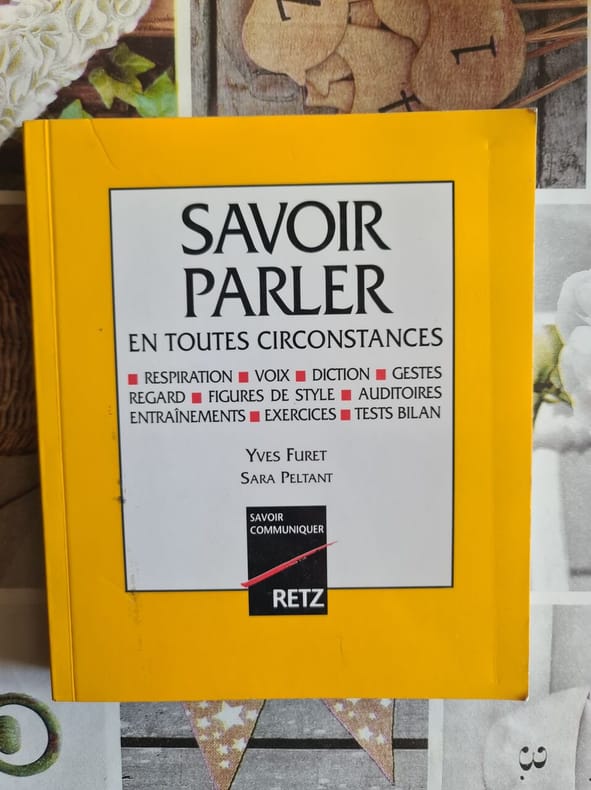 SAVOIR
PARLER
EN TOUTES CIRCONSTANCES
■ RESPIRATION ■ VOIX ■ DICTION ■ GESTES
REGARD ■ FIGURES DE STYLE ■ AUDITOIRES
ENTRAÎNEMENTS ■ EXERCICES ■ TESTS BILAN
YVES FURET
SARA PELTANT
SAVOIR
COMMUNIQUER
RETZ